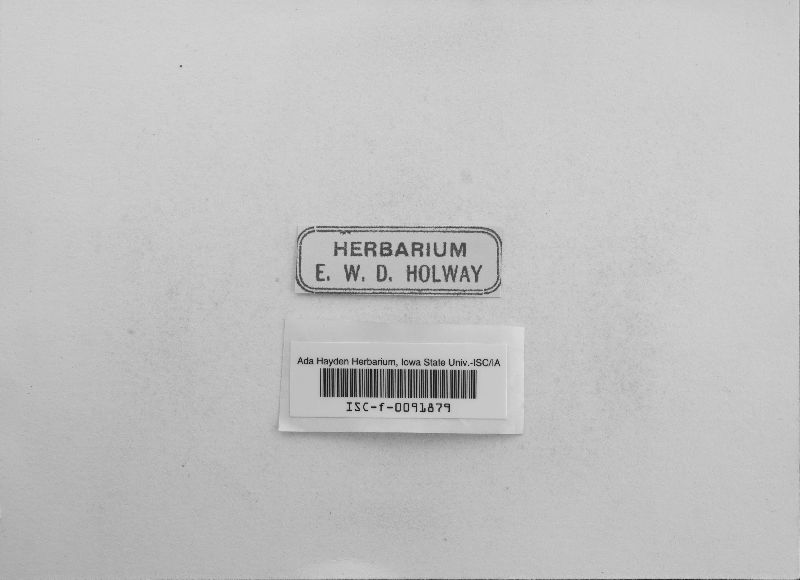 HERBARIUM
E. W. D. HOLWAY
Ada Hayden Herbarium, Iowa State Univ.-ISC/IA
ISC-f-0091879